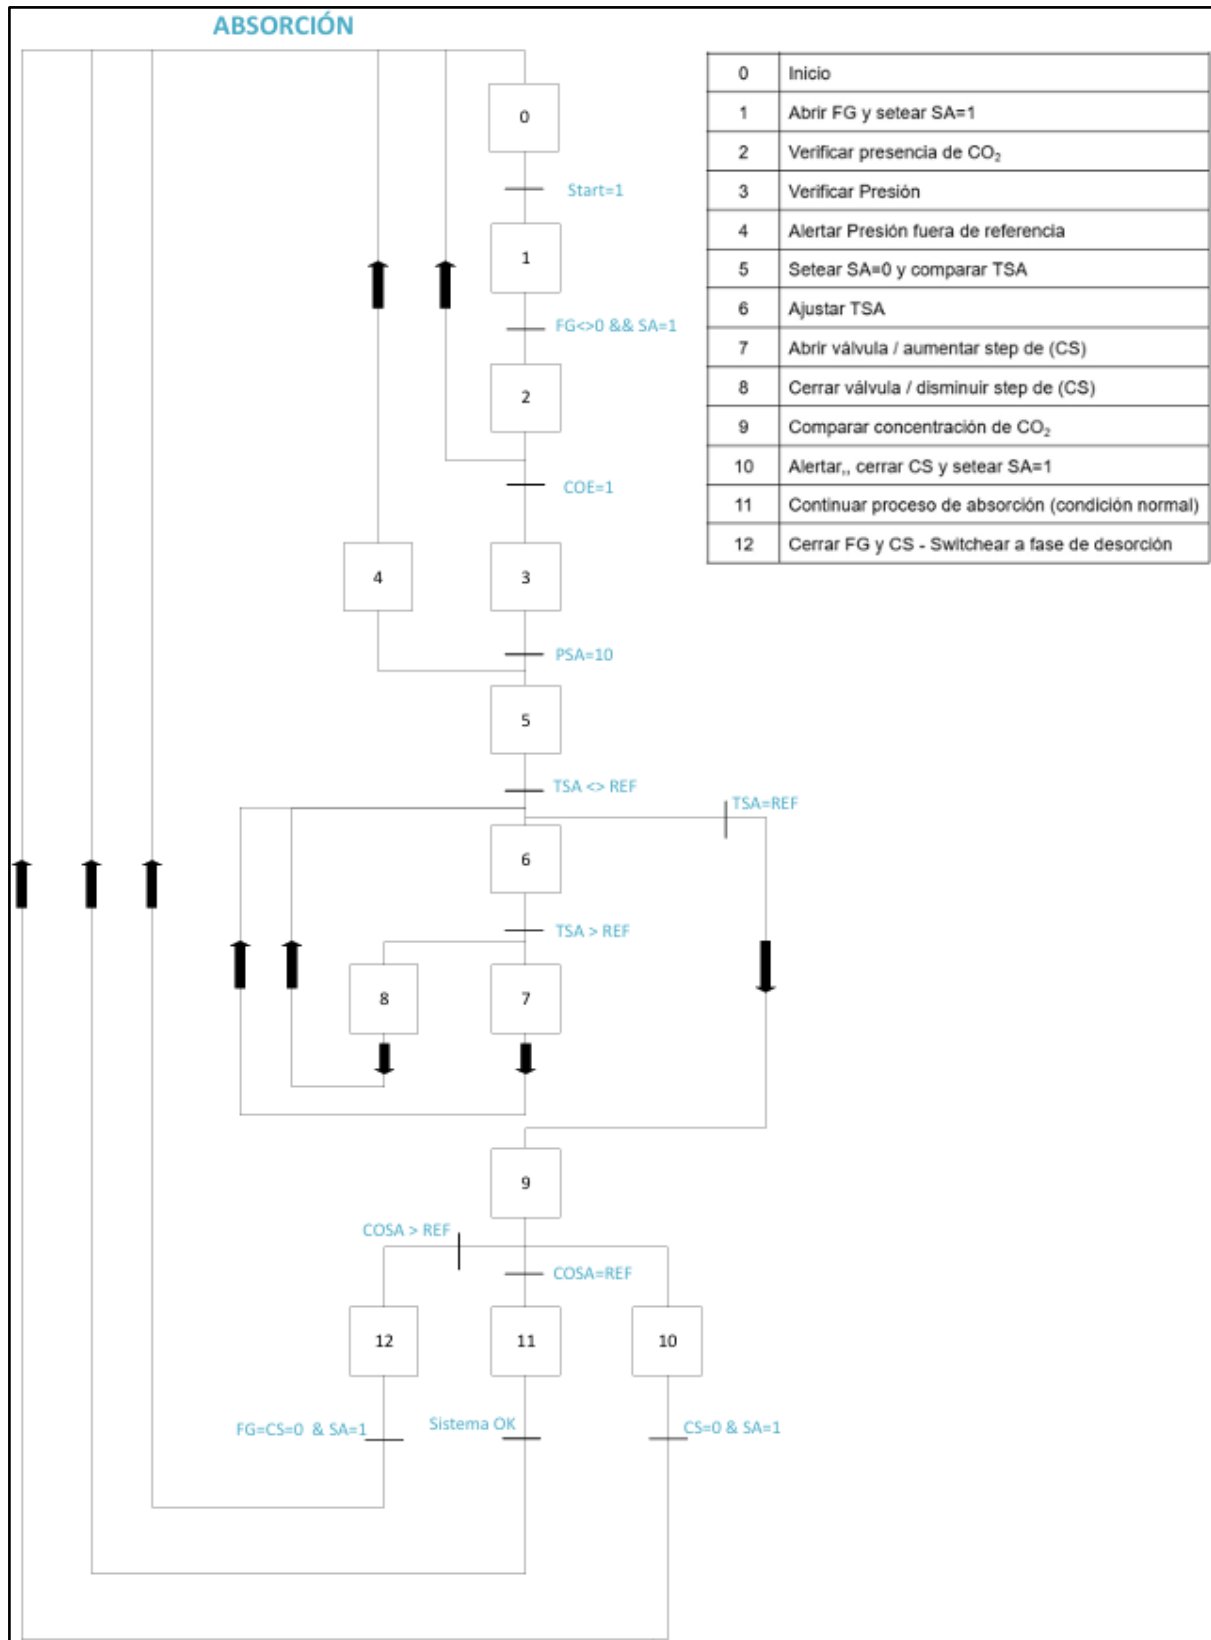 ABSORCIÓN
0
Start=1
1
FG<>0 && SA=1
2
COE=1
4
3
PSA=10
5
TSA <> REF
TSA=REF
6
TSA > REF
8
7
9
COSA > REF
COSA=REF
12
11
10
FG=CS=0 & SA=1
Sistema OK
CS=0 & SA=1
0 Inicio
1 Abrir FG y setear SA=1
2 Verificar presencia de CO₂
3 Verificar Presión
4 Alertar Presión fuera de referencia
5 Setear SA=0 y comparar TSA
6 Ajustar TSA
7 Abrir válvula / aumentar step de (CS)
8 Cerrar válvula / disminuir step de (CS)
9 Comparar concentración de CO₂
10 Alertar,, cerrar CS y setear SA=1
11 Continuar proceso de absorción (condición normal)
12 Cerrar FG y CS - Switchear a fase de desorción